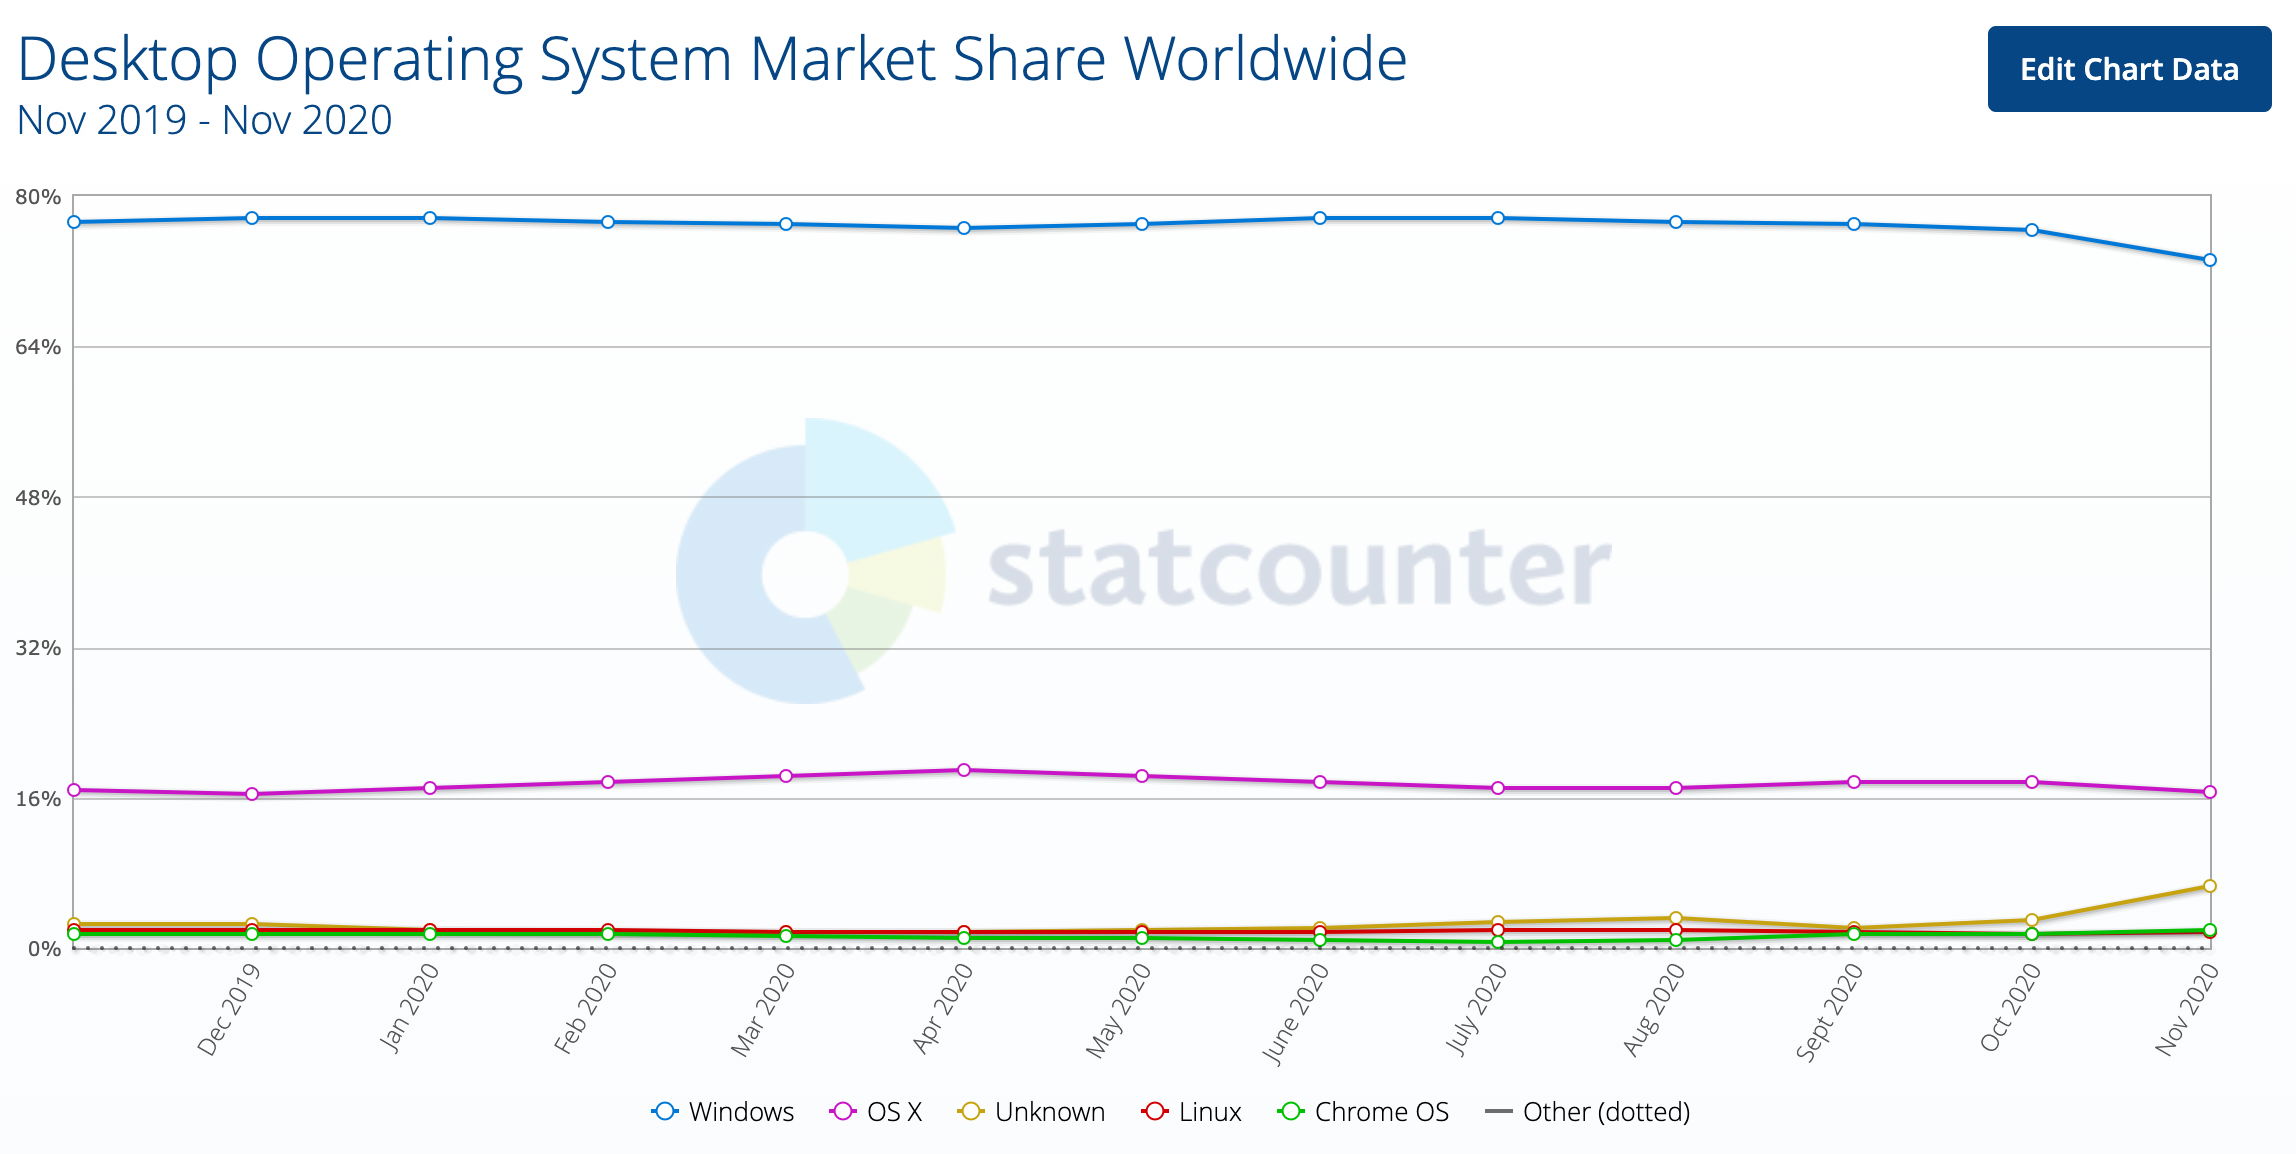 Desktop Operating System Market Share Worldwide
Edit Chart Data
Nov 2019 - Nov 2020
80%
64%
48%
statcounter
32%
16%
0%
Dec 2019
Jan 2020
Feb 2020
Mar 2020
Apr 2020
May 2020
June 2020
July 2020
Aug 2020
Sept 2020
Oct 2020
Nov 2020
Windows OS X Unknown Linux Chrome OS Other (dotted)